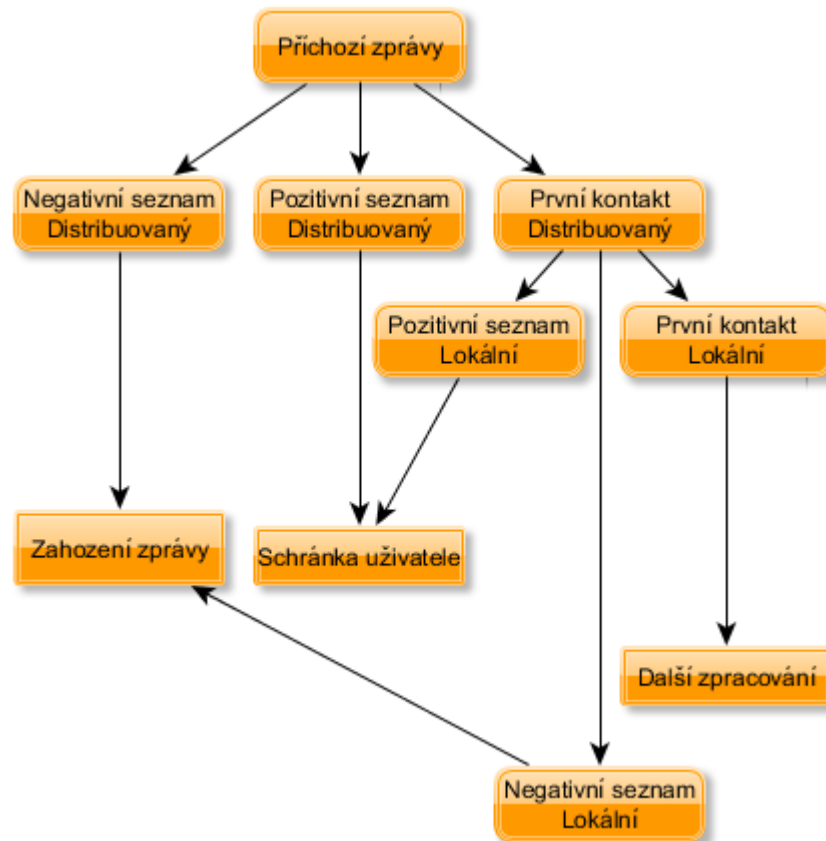 Příchozí zprávy
Negativní seznam
Distribuovaný
Pozitivní seznam
Distribuovaný
První kontakt
Distribuovaný
Pozitivní seznam
Lokální
První kontakt
Lokální
Zahození zprávy
Schránka uživatele
Další zpracování
Negativní seznam
Lokální